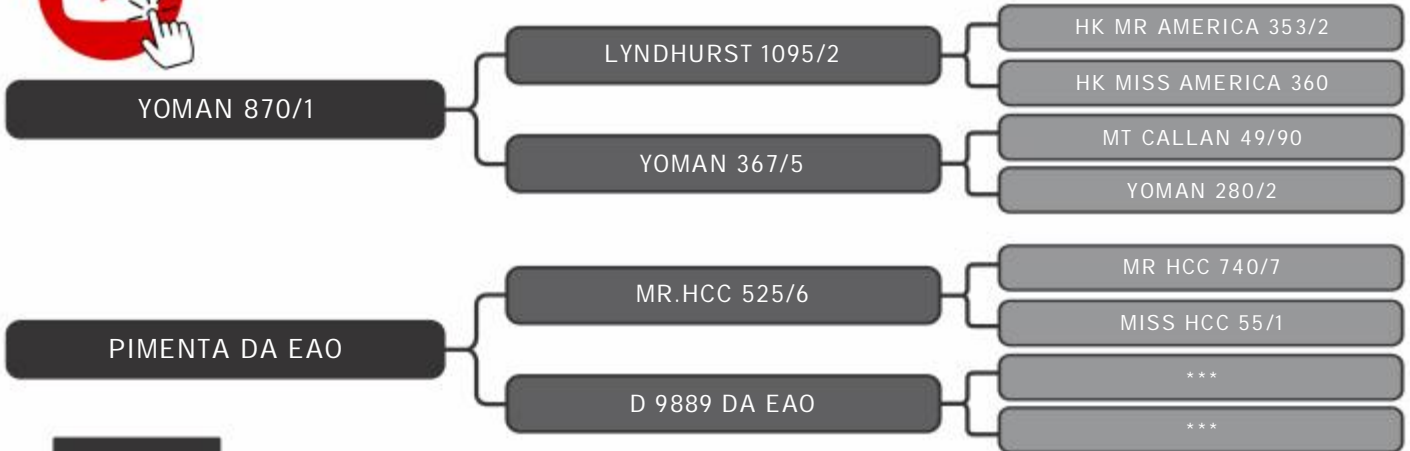 YOMAN 870/1
LYNDHURST 1095/2
HK MR AMERICA 353/2
HK MISS AMERICA 360
YOMAN 367/5
MT CALLAN 49/90
YOMAN 280/2
PIMENTA DA EAO
MR.HCC 525/6
MR HCC 740/7
MISS HCC 55/1
D 9889 DA EAO
***
***